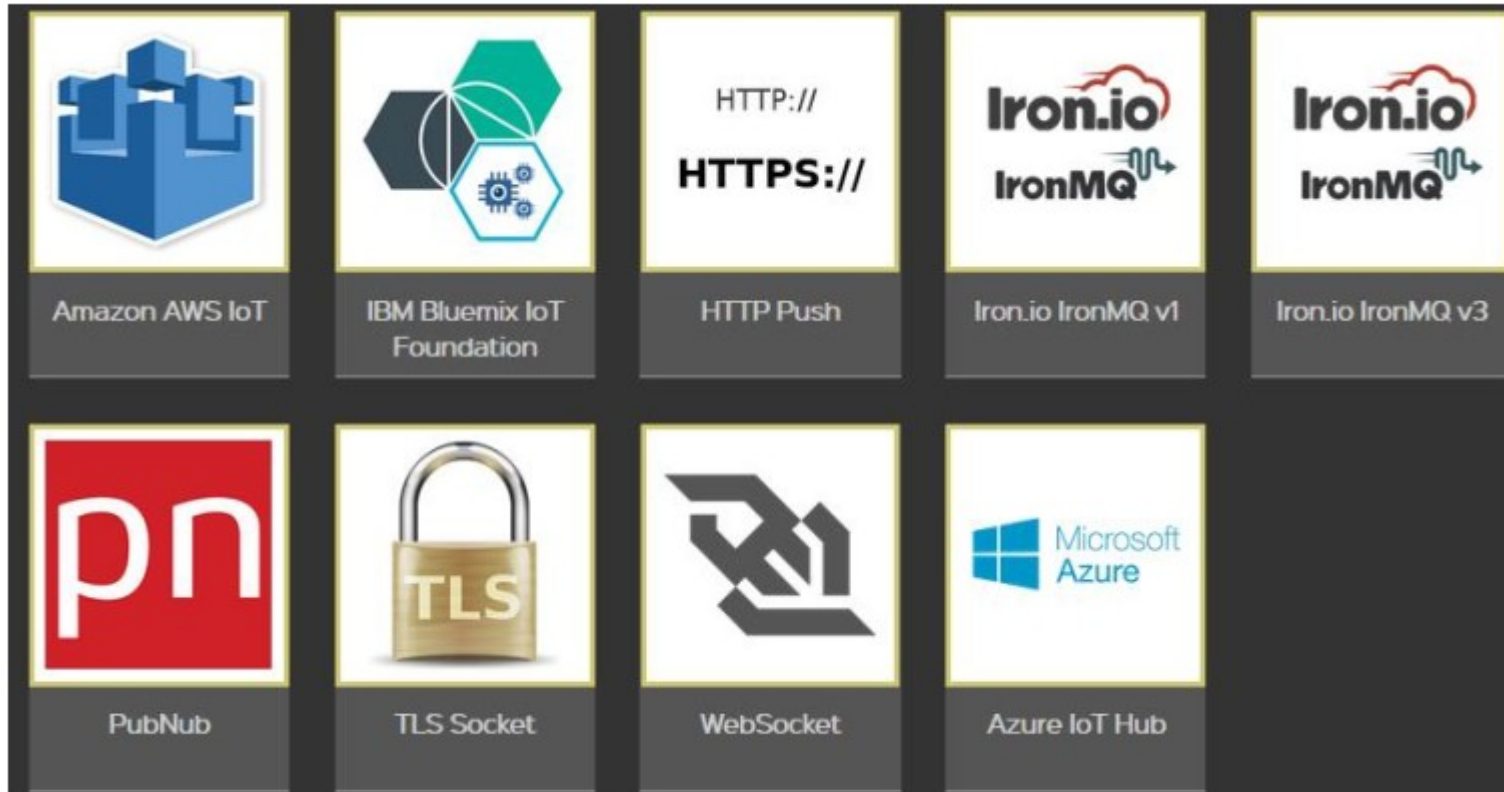 HTTP://
HTTPS://
Iron.io
IronMQ
Iron.io
IronMQ
Amazon AWS IoT
IBM Bluemix IoT
Foundation
HTTP Push
Iron.io IronMQ v1
Iron.io IronMQ v3
pn
TLS
Microsoft
Azure
PubNub
TLS Socket
WebSocket
Azure IoT Hub